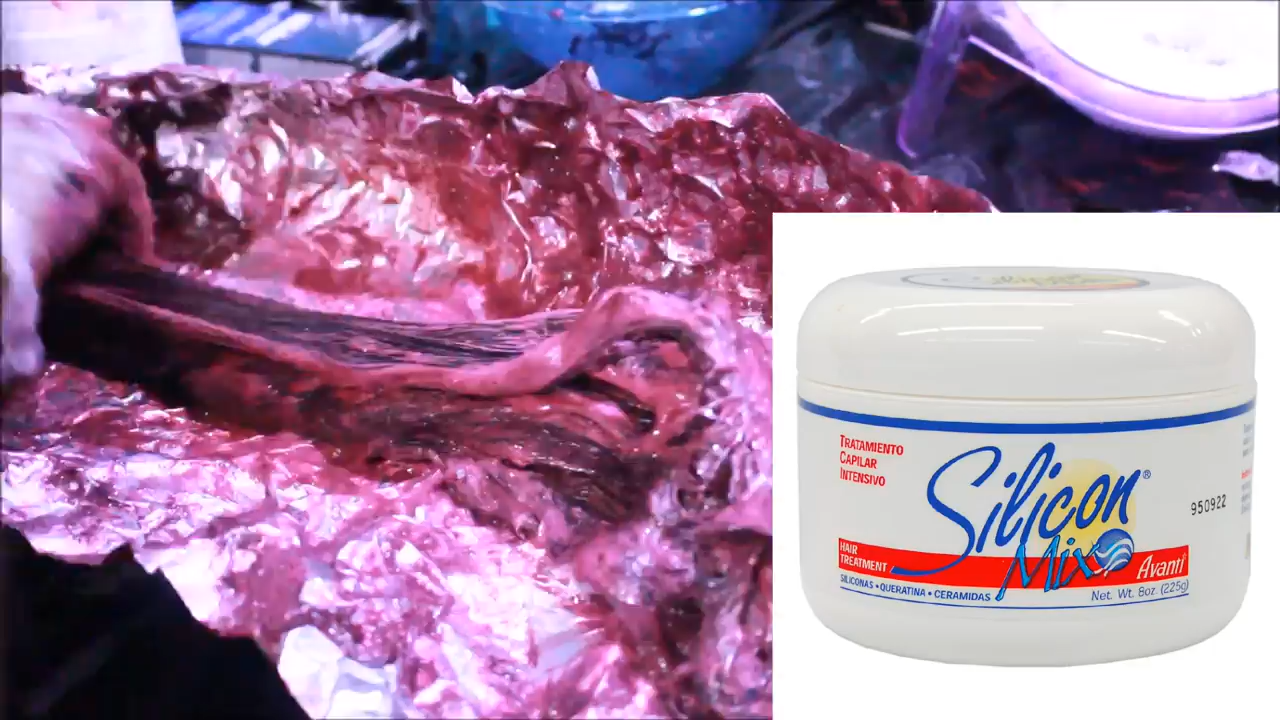 TRATAMIENTO
CAPILAR
INTENSIVO
Silicon®
Mix
950922
HAIR
TREATMENT
Avanti
SILICONAS • QUERATINA • CERAMIDAS
Net. Wt. 8oz. (225g)